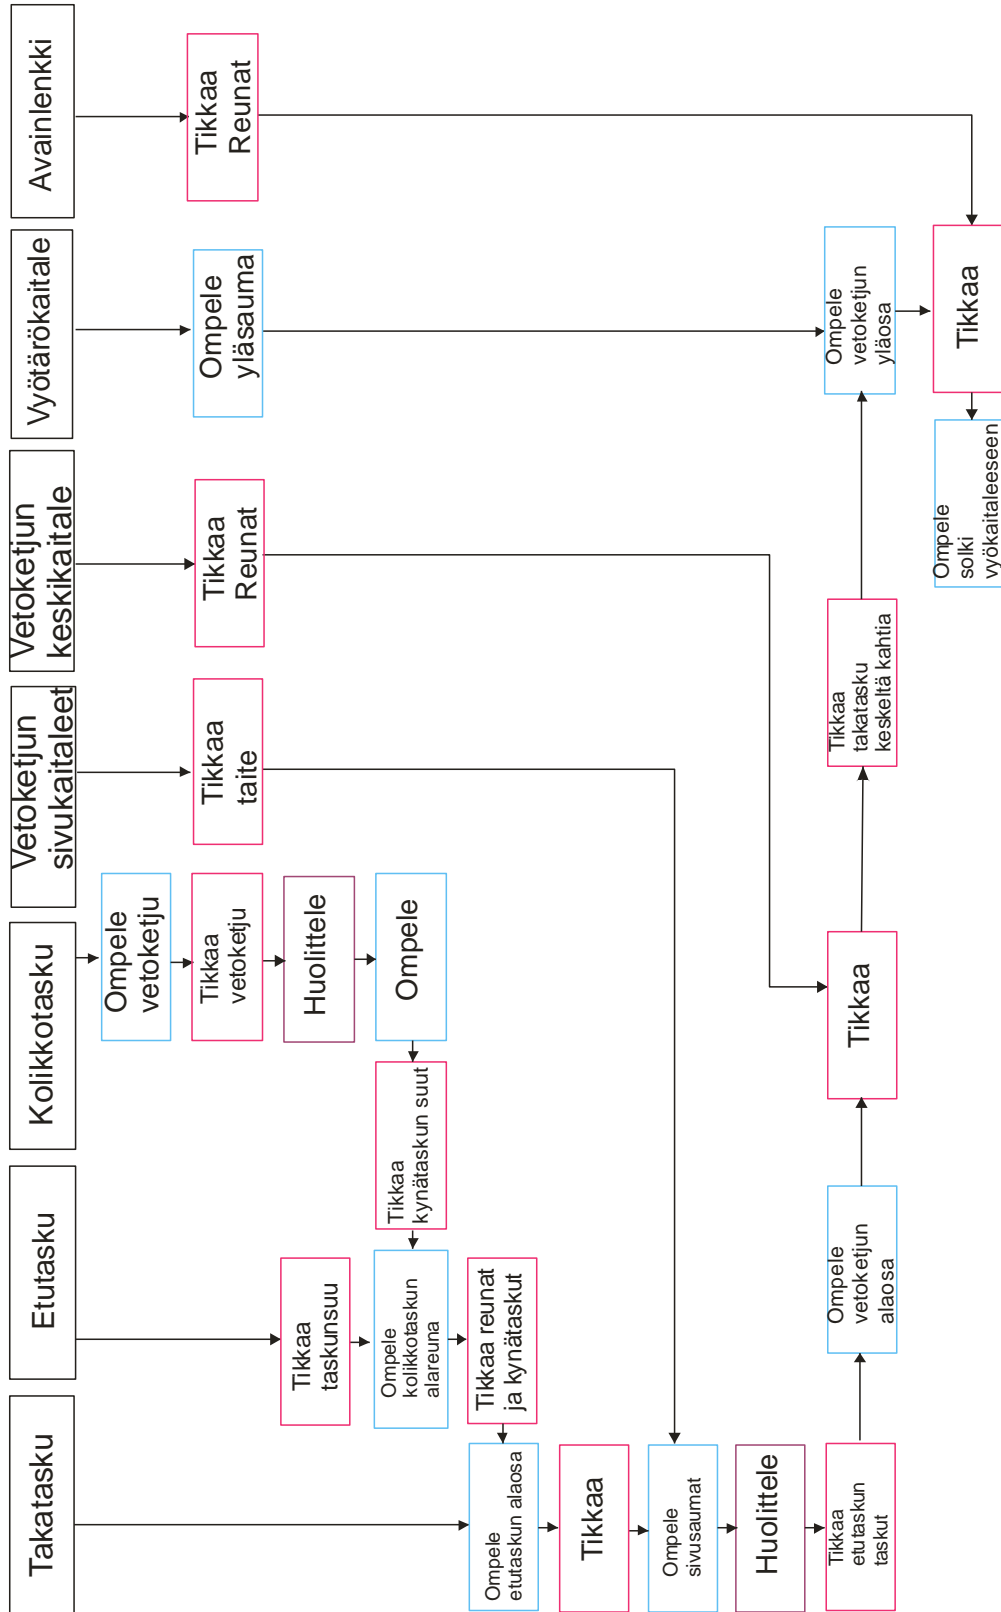 Avainlenkki
Tikkaa
Reunat
Vyötärökaitale
Ompele
yläsauma
Ompele
vetoketjun
yläosa
Tikkaa
Ompele
solki
vyökaitaleeseen
Vetoketjun
keskikaitale
Tikkaa
Reunat
Tikkaa
takatasku
keskeltä kahtia
Vetoketjun
sivukaitaleet
Tikkaa
taite
Kolikkotasku
Ompele
vetoketju
Tikkaa
vetoketju
Huolittele
Ompele
Tikkaa
kynätaskun suut
Tikkaa
Etutasku
Tikkaa
taskunsuu
Ompele
kolikkotaskun
alareuna
Tikkaa reunat
ja kynätaskut
Ompele
vetoketjun
alaosa
Takatasku
Ompele
etutaskun alaosa
Tikkaa
Ompele
sivusaumat
Huolittele
Tikkaa
etutaskun
taskut